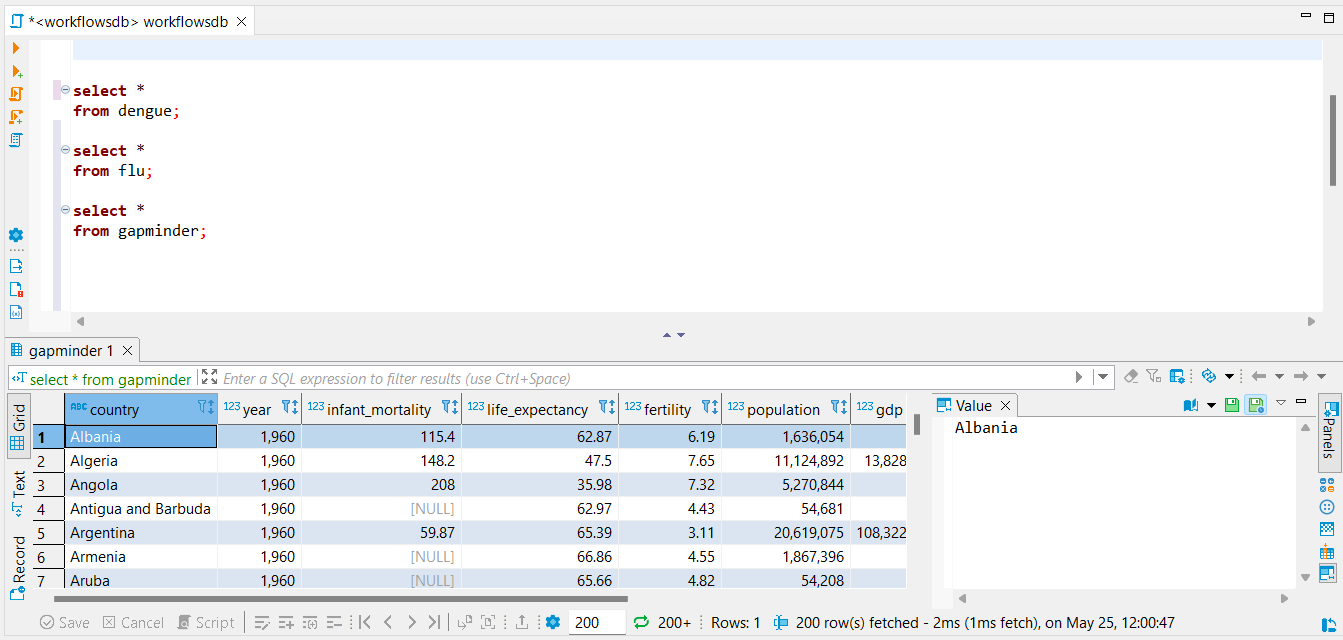 *<workflowsdb> workflowsdb
select *
from dengue;
select *
from flu;
select *
from gapminder;
gapminder 1
select * from gapminder Enter a SQL expression to filter results (use Ctrl+Space)
Grid
Text
Record
ABC country 123 year 123 infant_mortality 123 life_expectancy 123 fertility 123 population 123 gdp
1 Albania 1,960 115.4 62.87 6.19 1,636,054
2 Algeria 1,960 148.2 47.5 7.65 11,124,892 13,828
3 Angola 1,960 208 35.98 7.32 5,270,844
4 Antigua and Barbuda 1,960 [NULL] 62.97 4.43 54,681
5 Argentina 1,960 59.87 65.39 3.11 20,619,075 108,322
6 Armenia 1,960 [NULL] 66.86 4.55 1,867,396
7 Aruba 1,960 [NULL] 65.66 4.82 54,208
Value
Albania
Panels
Save Cancel Script 200 200+ Rows: 1 200 row(s) fetched - 2ms (1ms fetch), on May 25, 12:00:47